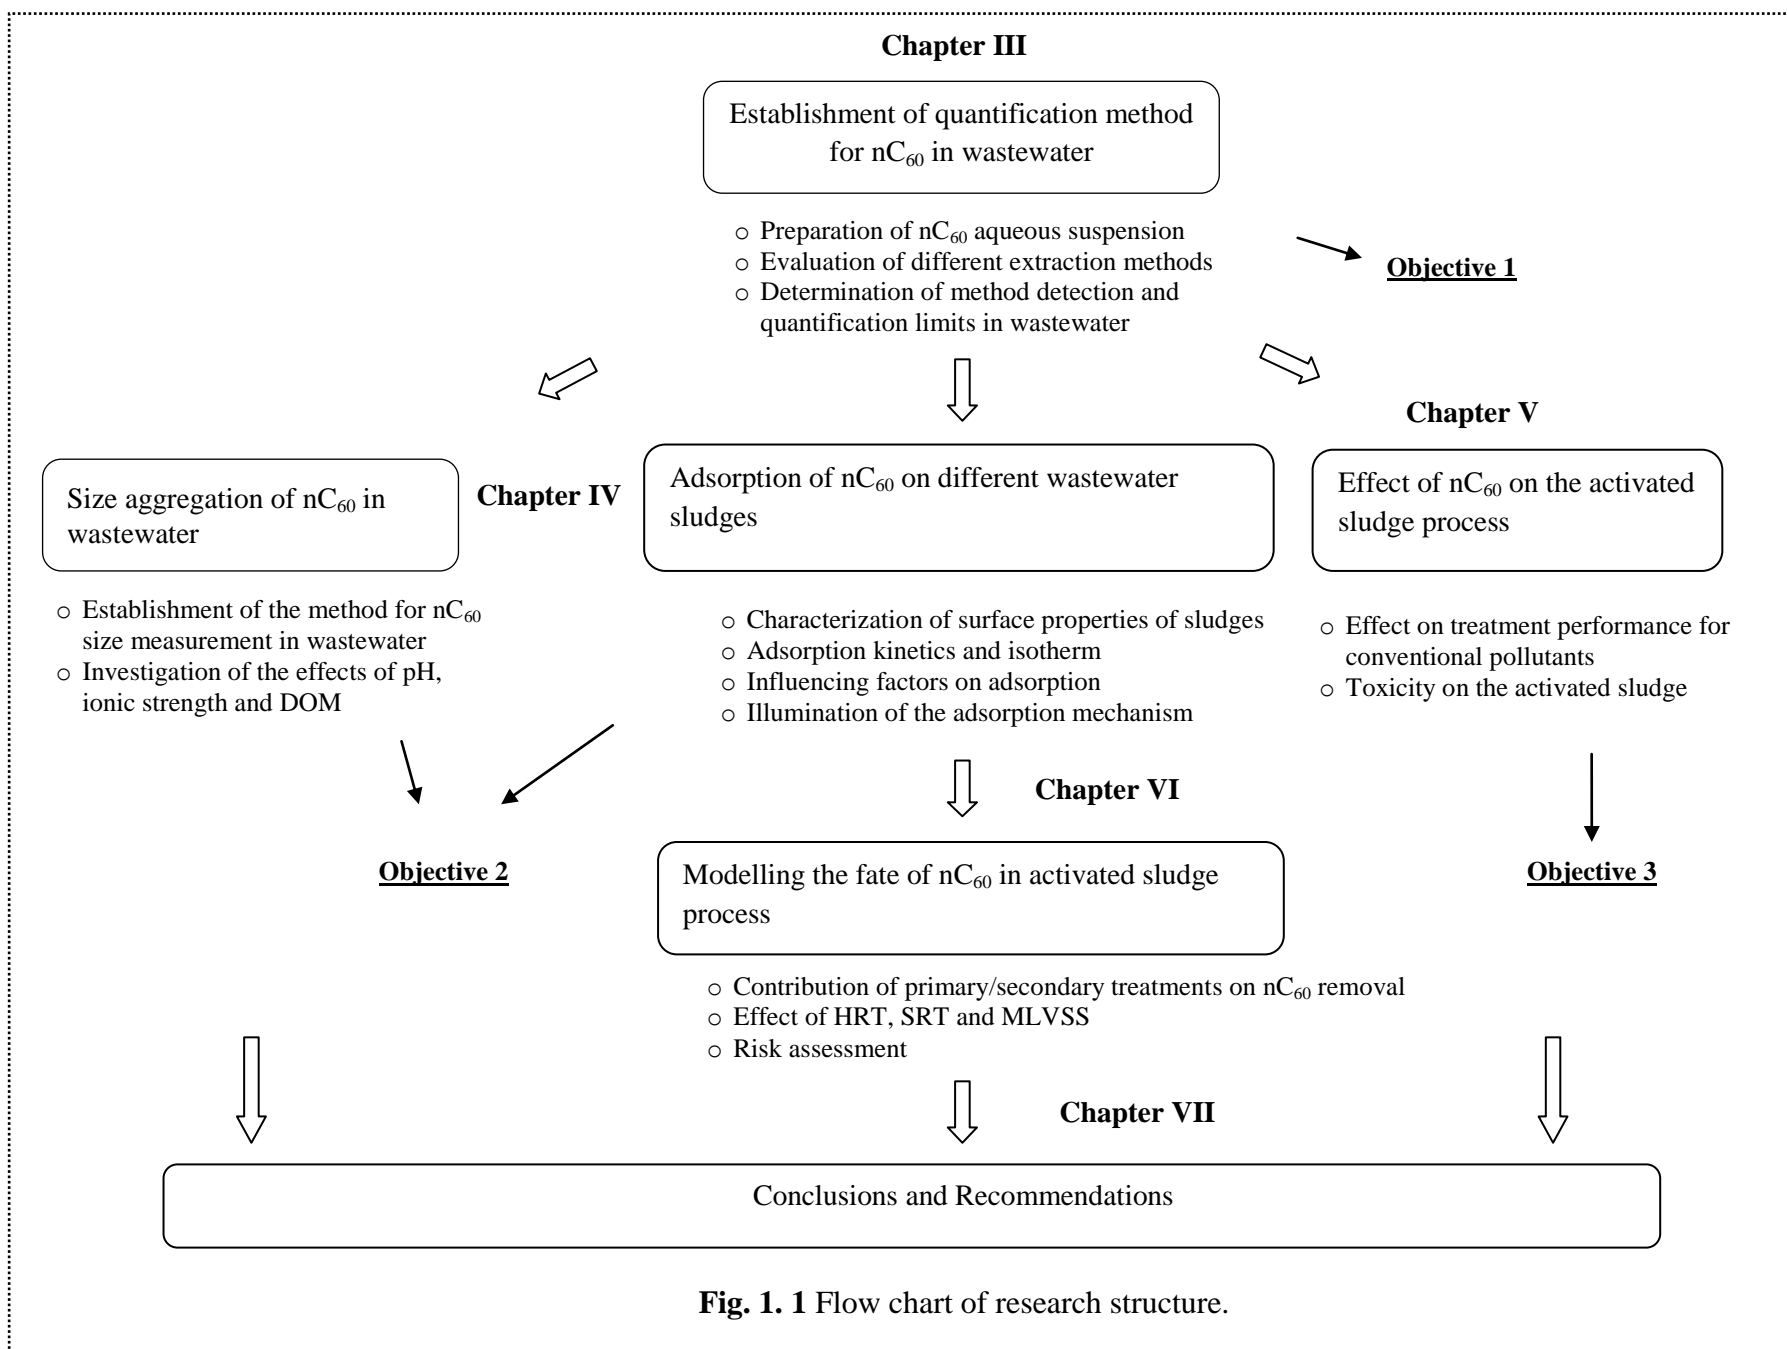 Chapter III
Establishment of quantification method
for nC₆₀ in wastewater
o Preparation of nC₆₀ aqueous suspension
o Evaluation of different extraction methods
o Determination of method detection and
quantification limits in wastewater
Objective 1
Chapter V
Size aggregation of nC₆₀ in
wastewater
Chapter IV
Adsorption of nC₆₀ on different wastewater
sludges
Effect of nC₆₀ on the activated
sludge process
o Establishment of the method for nC₆₀
size measurement in wastewater
o Investigation of the effects of pH,
ionic strength and DOM
o Characterization of surface properties of sludges
o Adsorption kinetics and isotherm
o Influencing factors on adsorption
o Illumination of the adsorption mechanism
o Effect on treatment performance for
conventional pollutants
o Toxicity on the activated sludge
Chapter VI
Objective 2
Modelling the fate of nC₆₀ in activated sludge
process
Objective 3
o Contribution of primary/secondary treatments on nC₆₀ removal
o Effect of HRT, SRT and MLVSS
o Risk assessment
Chapter VII
Conclusions and Recommendations
Fig. 1. 1 Flow chart of research structure.